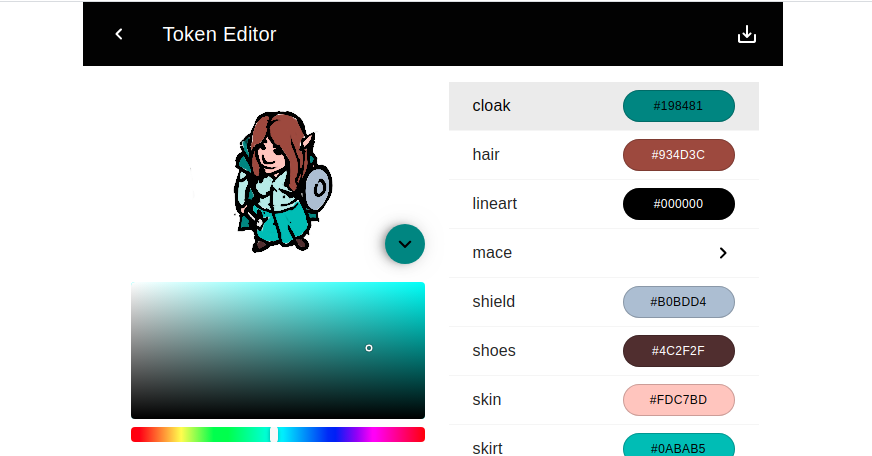 Token Editor
cloak #198481
hair #934D3C
lineart #000000
mace
shield #B0BDD4
shoes #4C2F2F
skin #FDC7BD
skirt #0ABAB5